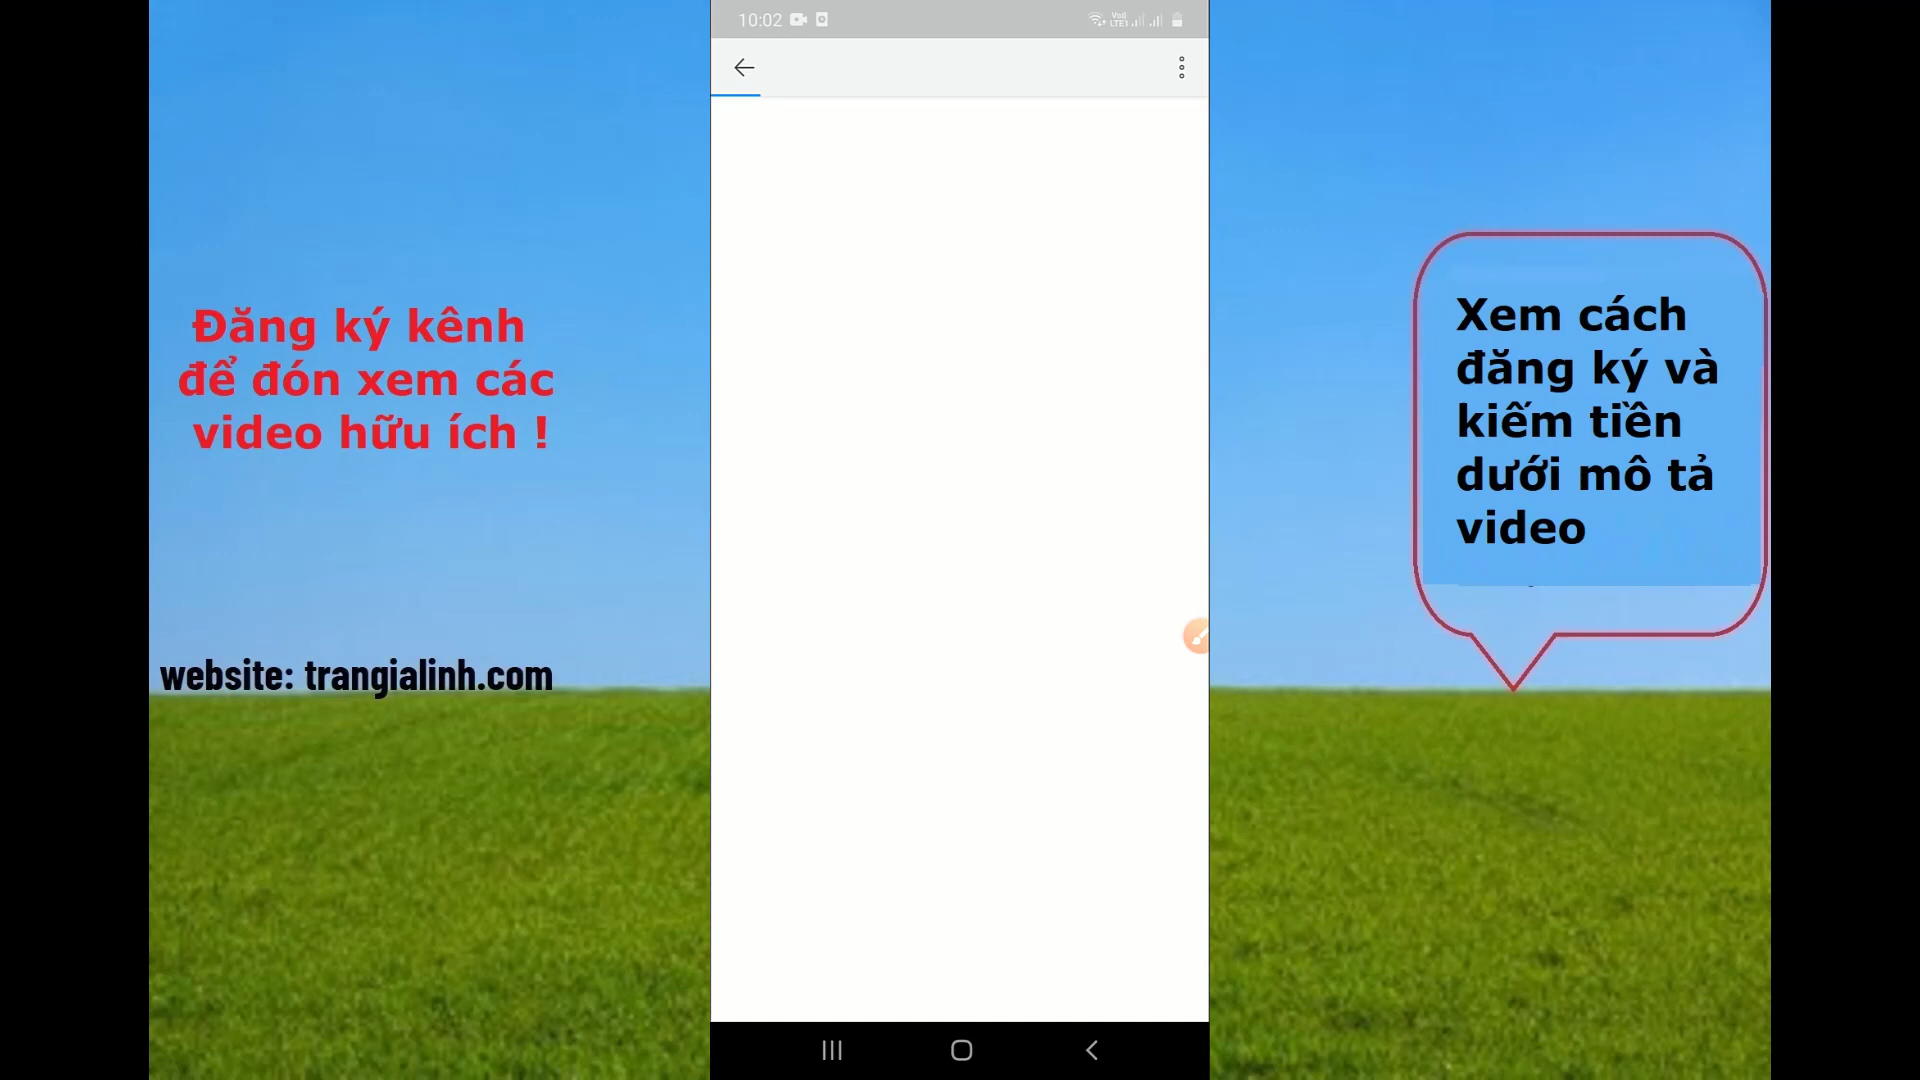 10:02
Đăng ký kênh
để đón xem các
video hữu ích !
website: trangialinh.com
Xem cách
đăng ký và
kiếm tiền
dưới mô tả
video